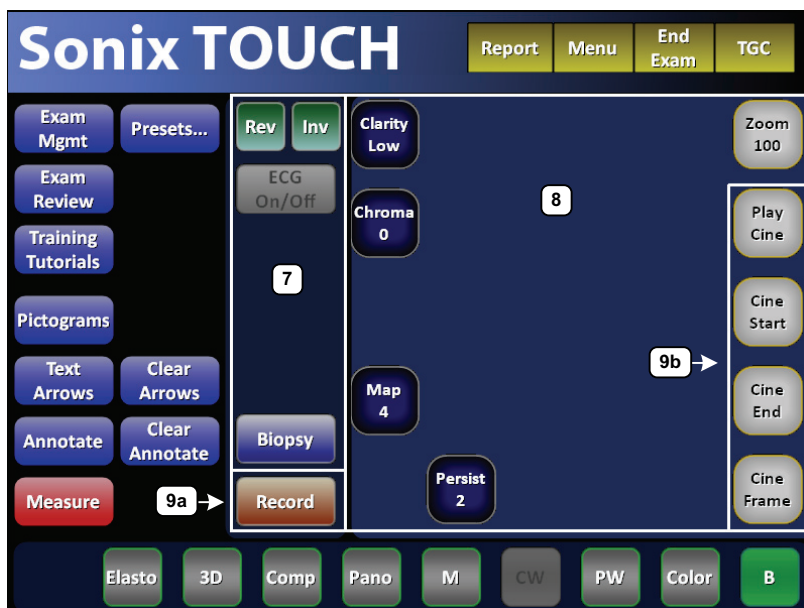 Sonix TOUCH
Report
Menu
End
Exam
TGC
Exam
Mgmt
Presets...
Rev
Inv
Clarity
Low
Zoom
100
Exam
Review
ECG
On/Off
Chroma
0
8
Play
Cine
Training
Tutorials
7
Pictograms
Cine
Start
Text
Arrows
Clear
Arrows
Map
4
9b
Cine
End
Annotate
Clear
Annotate
Biopsy
Measure
9a
Record
Persist
2
Cine
Frame
Elasto
3D
Comp
Pano
M
CW
PW
Color
B